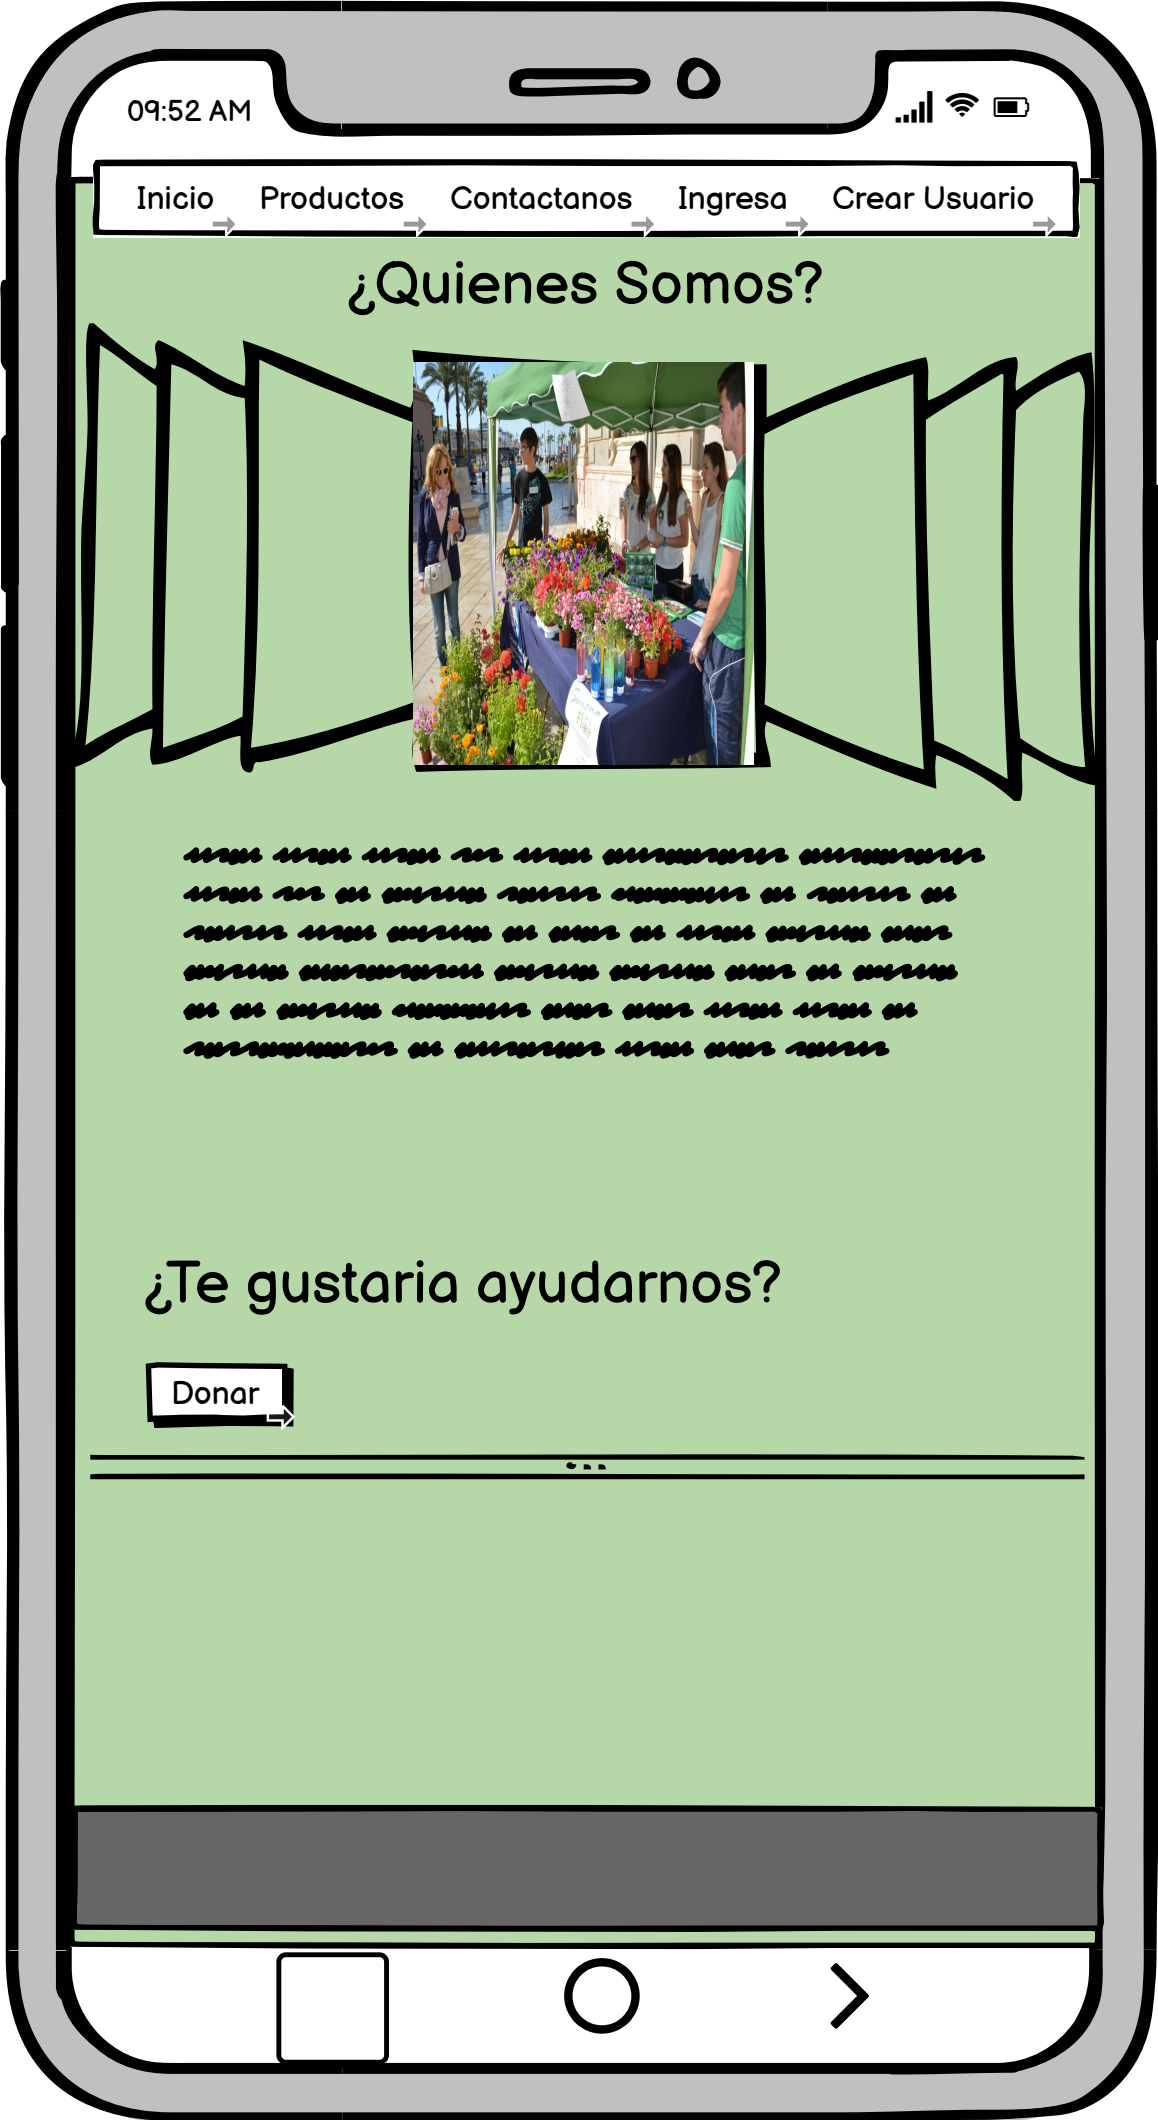 09:52 AM
Inicio Productos Contactanos Ingresa Crear Usuario
¿Quienes Somos?
¿Te gustaria ayudarnos?
Donar